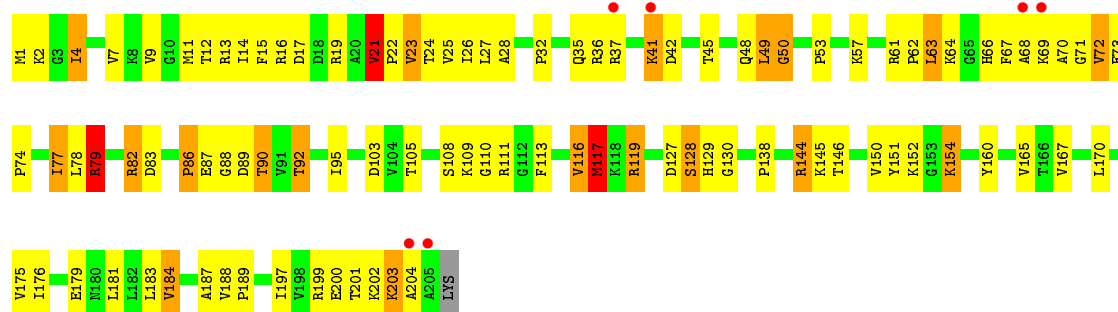 M1 K2 G3 I4 V7 K8 V9 G10 M11 T12 R13 I14 F15 R16 D17 D18 R19 A20 V21 P22 V23 T24 V25 I26 L27 A28 P32 Q35 R36 R37 K41 D42 T45 Q48 L49 G50 P53 K57 R61 P62 L63 K64 G65 H66 F67 A68 K69 A70 G71 V72 E73
P74 I77 L78 R79 R82 D83 P86 E87 G88 D89 T90 V91 T92 I95 D103 V104 T105 S108 K109 G110 R111 G112 F113 V116 M117 K118 R119 D127 S128 H129 G130 P138 R144 K145 T146 V150 Y151 K152 G153 K154 Y160 V165 T166 V167 L170
V175 I176 E179 N180 L181 L182 L183 V184 A187 V188 P189 I197 V198 R199 E200 T201 K202 K203 A204 A205 LYS